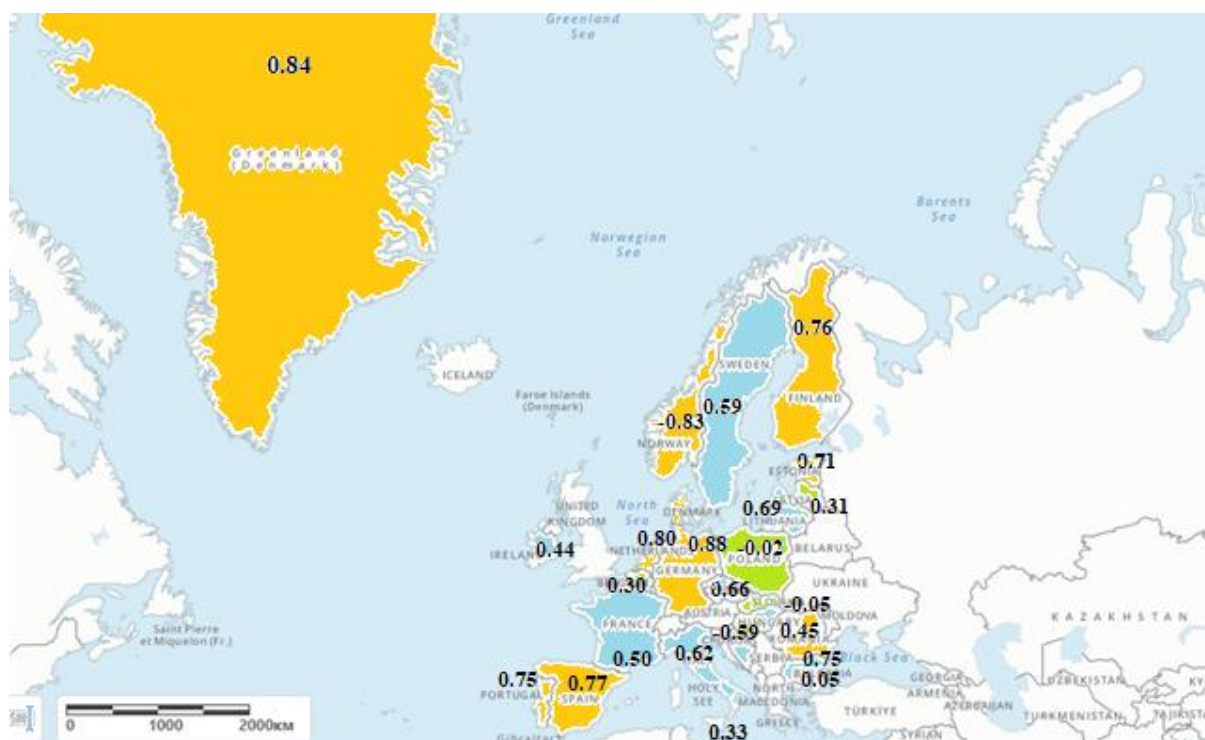 Greenland
Sea
0.84
Greenland
(Denmark)
Barents
Sea
Norwegian
Sea
0.76
ICELAND
SWEDEN
Faroe Islands
(Denmark)
FINLAND
0.59
-0.83
NORWAY
0.71
ESTONIA
UNITED
KINGDOM
North
Sea
DENMARK
0.69
0.31
LITHUANIA
IRELAND
0.44
0.80
NETHERLANDS
0.88
-0.02
BELARUS
POLAND
GERMANY
0.30
0.66
UKRAINE
AUSTRIA
-0.05
MOLDOVA
KAZAKHSTAN
Saint Pierre
et Miquelon (Fr.)
FRANCE
-0.59
0.45
ROMANIA
0.50
0.62
SERBIA
0.75
Black Sea
0.75
PORTUGAL
0.77
SPAIN
0.05
HOLY
SEE
NORTH
MACEDONIA
GREECE
GEORGIA
ARMENIA
AZERBAIJAN
UZBEKISTAN
TÜRKIYE
TURKMENISTAN
TAJIKISTAN
SYRIAN
Gibraltar
0.33
0 1000 2000км